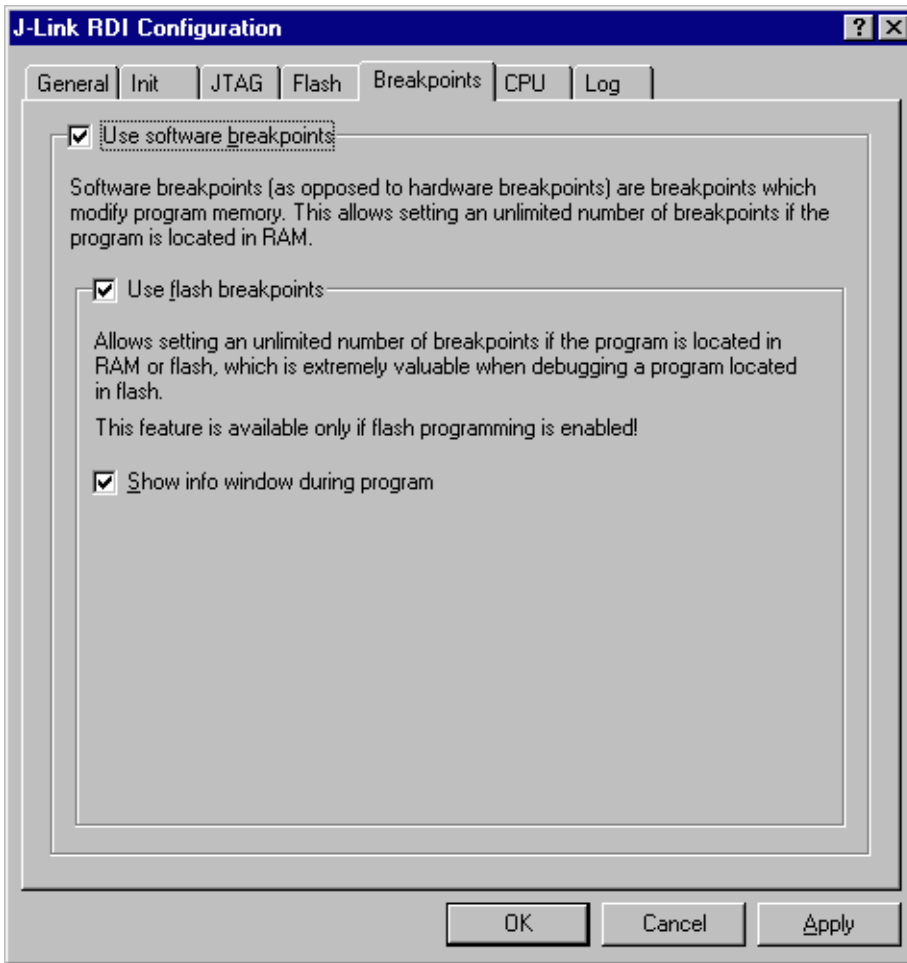 J-Link RDI Configuration
General Init JTAG Flash Breakpoints CPU Log
Use software breakpoints
Software breakpoints (as opposed to hardware breakpoints) are breakpoints which
modify program memory. This allows setting an unlimited number of breakpoints if the
program is located in RAM.
Use flash breakpoints
Allows setting an unlimited number of breakpoints if the program is located in
RAM or flash, which is extremely valuable when debugging a program located
in flash.
This feature is available only if flash programming is enabled!
Show info window during program
OK Cancel Apply